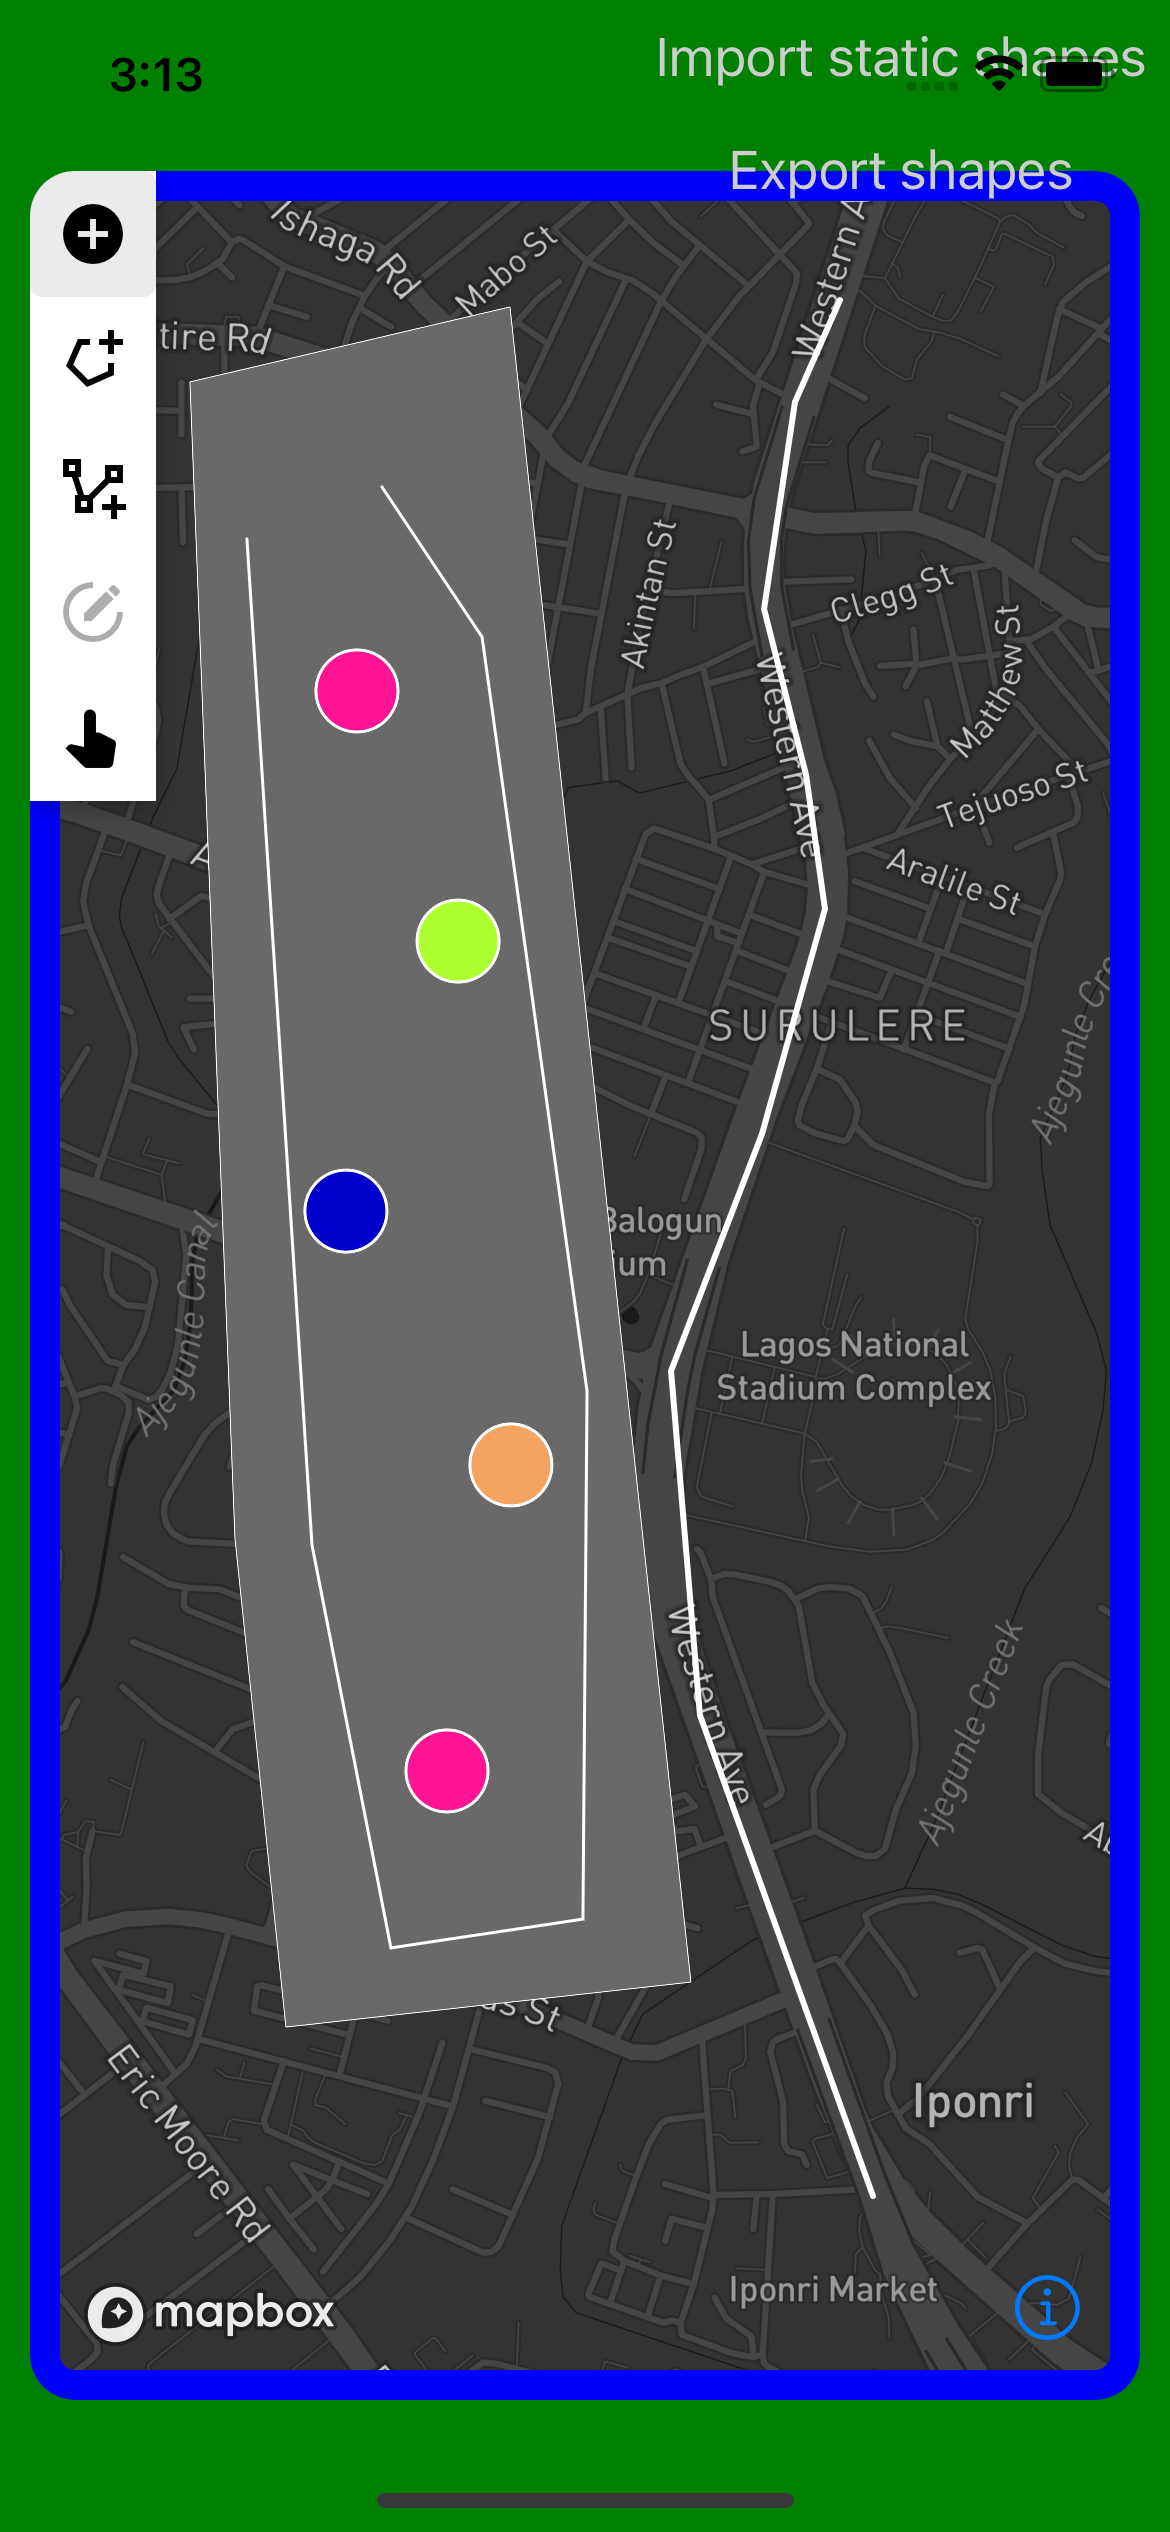 Import static shapes
3:13
Export shapes
Ishaga Rd
Mabo St
Western A
tire Rd
Akintan St
Clegg St
Matthew St
Western Ave
Tejuoso St
A
Aralile St
SURULERE
Ajegunle Cre
Balogun
ium
Ajegunle Canal
Lagos National
Stadium Complex
Western Ave
Ajegunle Creek
Ab
us St
Eric Moore Rd
Iponri
Iponri Market
mapbox